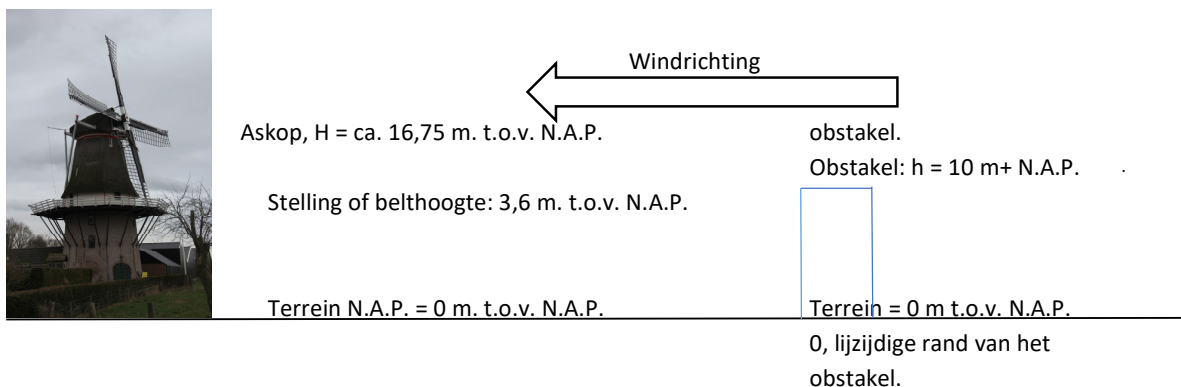 Windrichting
Askop, H = ca. 16,75 m. t.o.v. N.A.P.
obstakel.
Obstakel: h = 10 m+ N.A.P.
Stelling of belthoogte: 3,6 m. t.o.v. N.A.P.
Terrein N.A.P. = 0 m. t.o.v. N.A.P.
Terrein = 0 m t.o.v. N.A.P.
0, lijzijdige rand van het
obstakel.